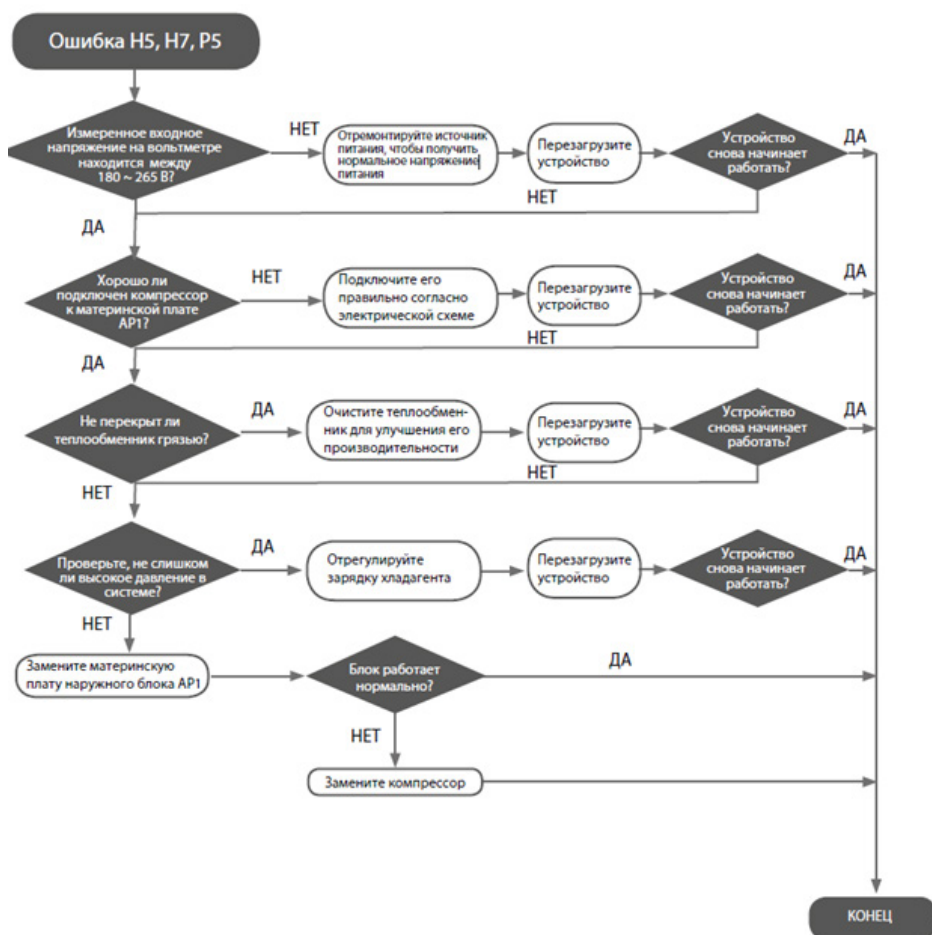 Ошибка H5, H7, P5
Измеренное входное
напряжение на вольтметре
находится между
180 ~ 265 В?
НЕТ
Отремонтируйте источник
питания, чтобы получить
нормальное напряжение
питания
Перезагрузите
устройство
Устройство
снова начинает
работать?
ДА
НЕТ
ДА
Хорошо ли
подключен компрессор
к материнской плате
AP1?
НЕТ
Подключите его
правильно согласно
электрической схеме
Перезагрузите
устройство
Устройство
снова начинает
работать?
ДА
НЕТ
ДА
Не перекрыт ли
теплообменник грязью?
ДА
Очистите теплообмен-
ник для улучшения его
производительности
Перезагрузите
устройство
Устройство
снова начинает
работать?
ДА
НЕТ
НЕТ
Проверьте, не слишком
ли высокое давление в
системе?
ДА
Отрегулируйте
зарядку хладагента
Перезагрузите
устройство
Устройство
снова начинает
работать?
ДА
НЕТ
Замените материнскую
плату наружного блока AP1
Блок работает
нормально?
ДА
НЕТ
Замените компрессор
КОНЕЦ